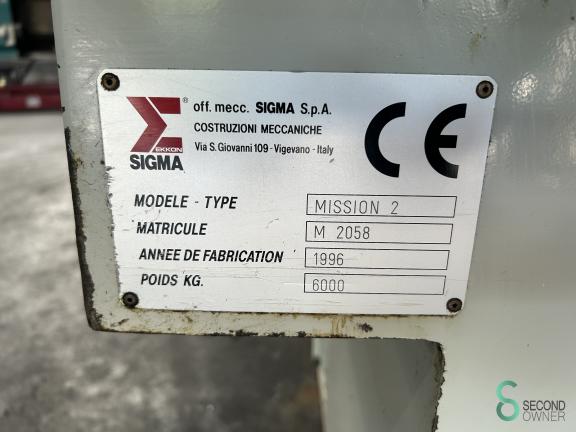 EKKON
SIGMA
®
off. mecc. SIGMA S.p.A.
COSTRUZIONI MECCANICHE
Via S. Giovanni 109 - Vigevano - Italy
CE
MODELE - TYPE MISSION 2
MATRICULE M 2058
ANNEE DE FABRICATION 1996
POIDS KG. 6000
SECOND
OWNER